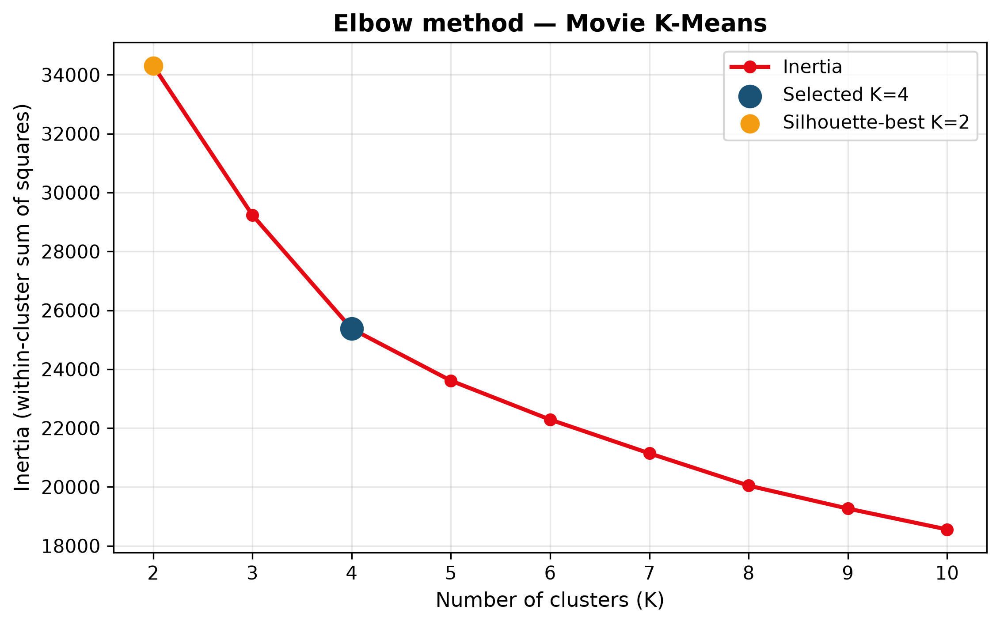 Elbow method — Movie K-Means
Inertia
Selected K=4
Silhouette-best K=2
Inertia (within-cluster sum of squares)
34000
32000
30000
28000
26000
24000
22000
20000
18000
2 3 4 5 6 7 8 9 10
Number of clusters (K)